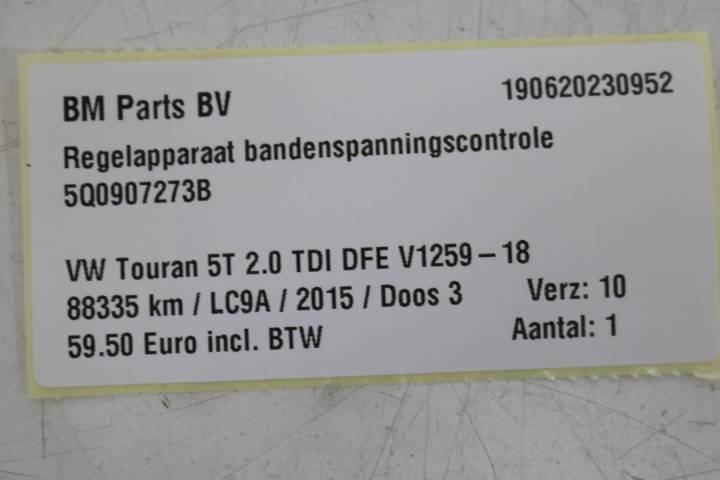 BM Parts BV 190620230952
Regelapparaat bandenspanningscontrole
5Q0907273B
VW Touran 5T 2.0 TDI DFE V1259-18
88335 km / LC9A / 2015 / Doos 3 Verz: 10
59.50 Euro incl. BTW Aantal: 1